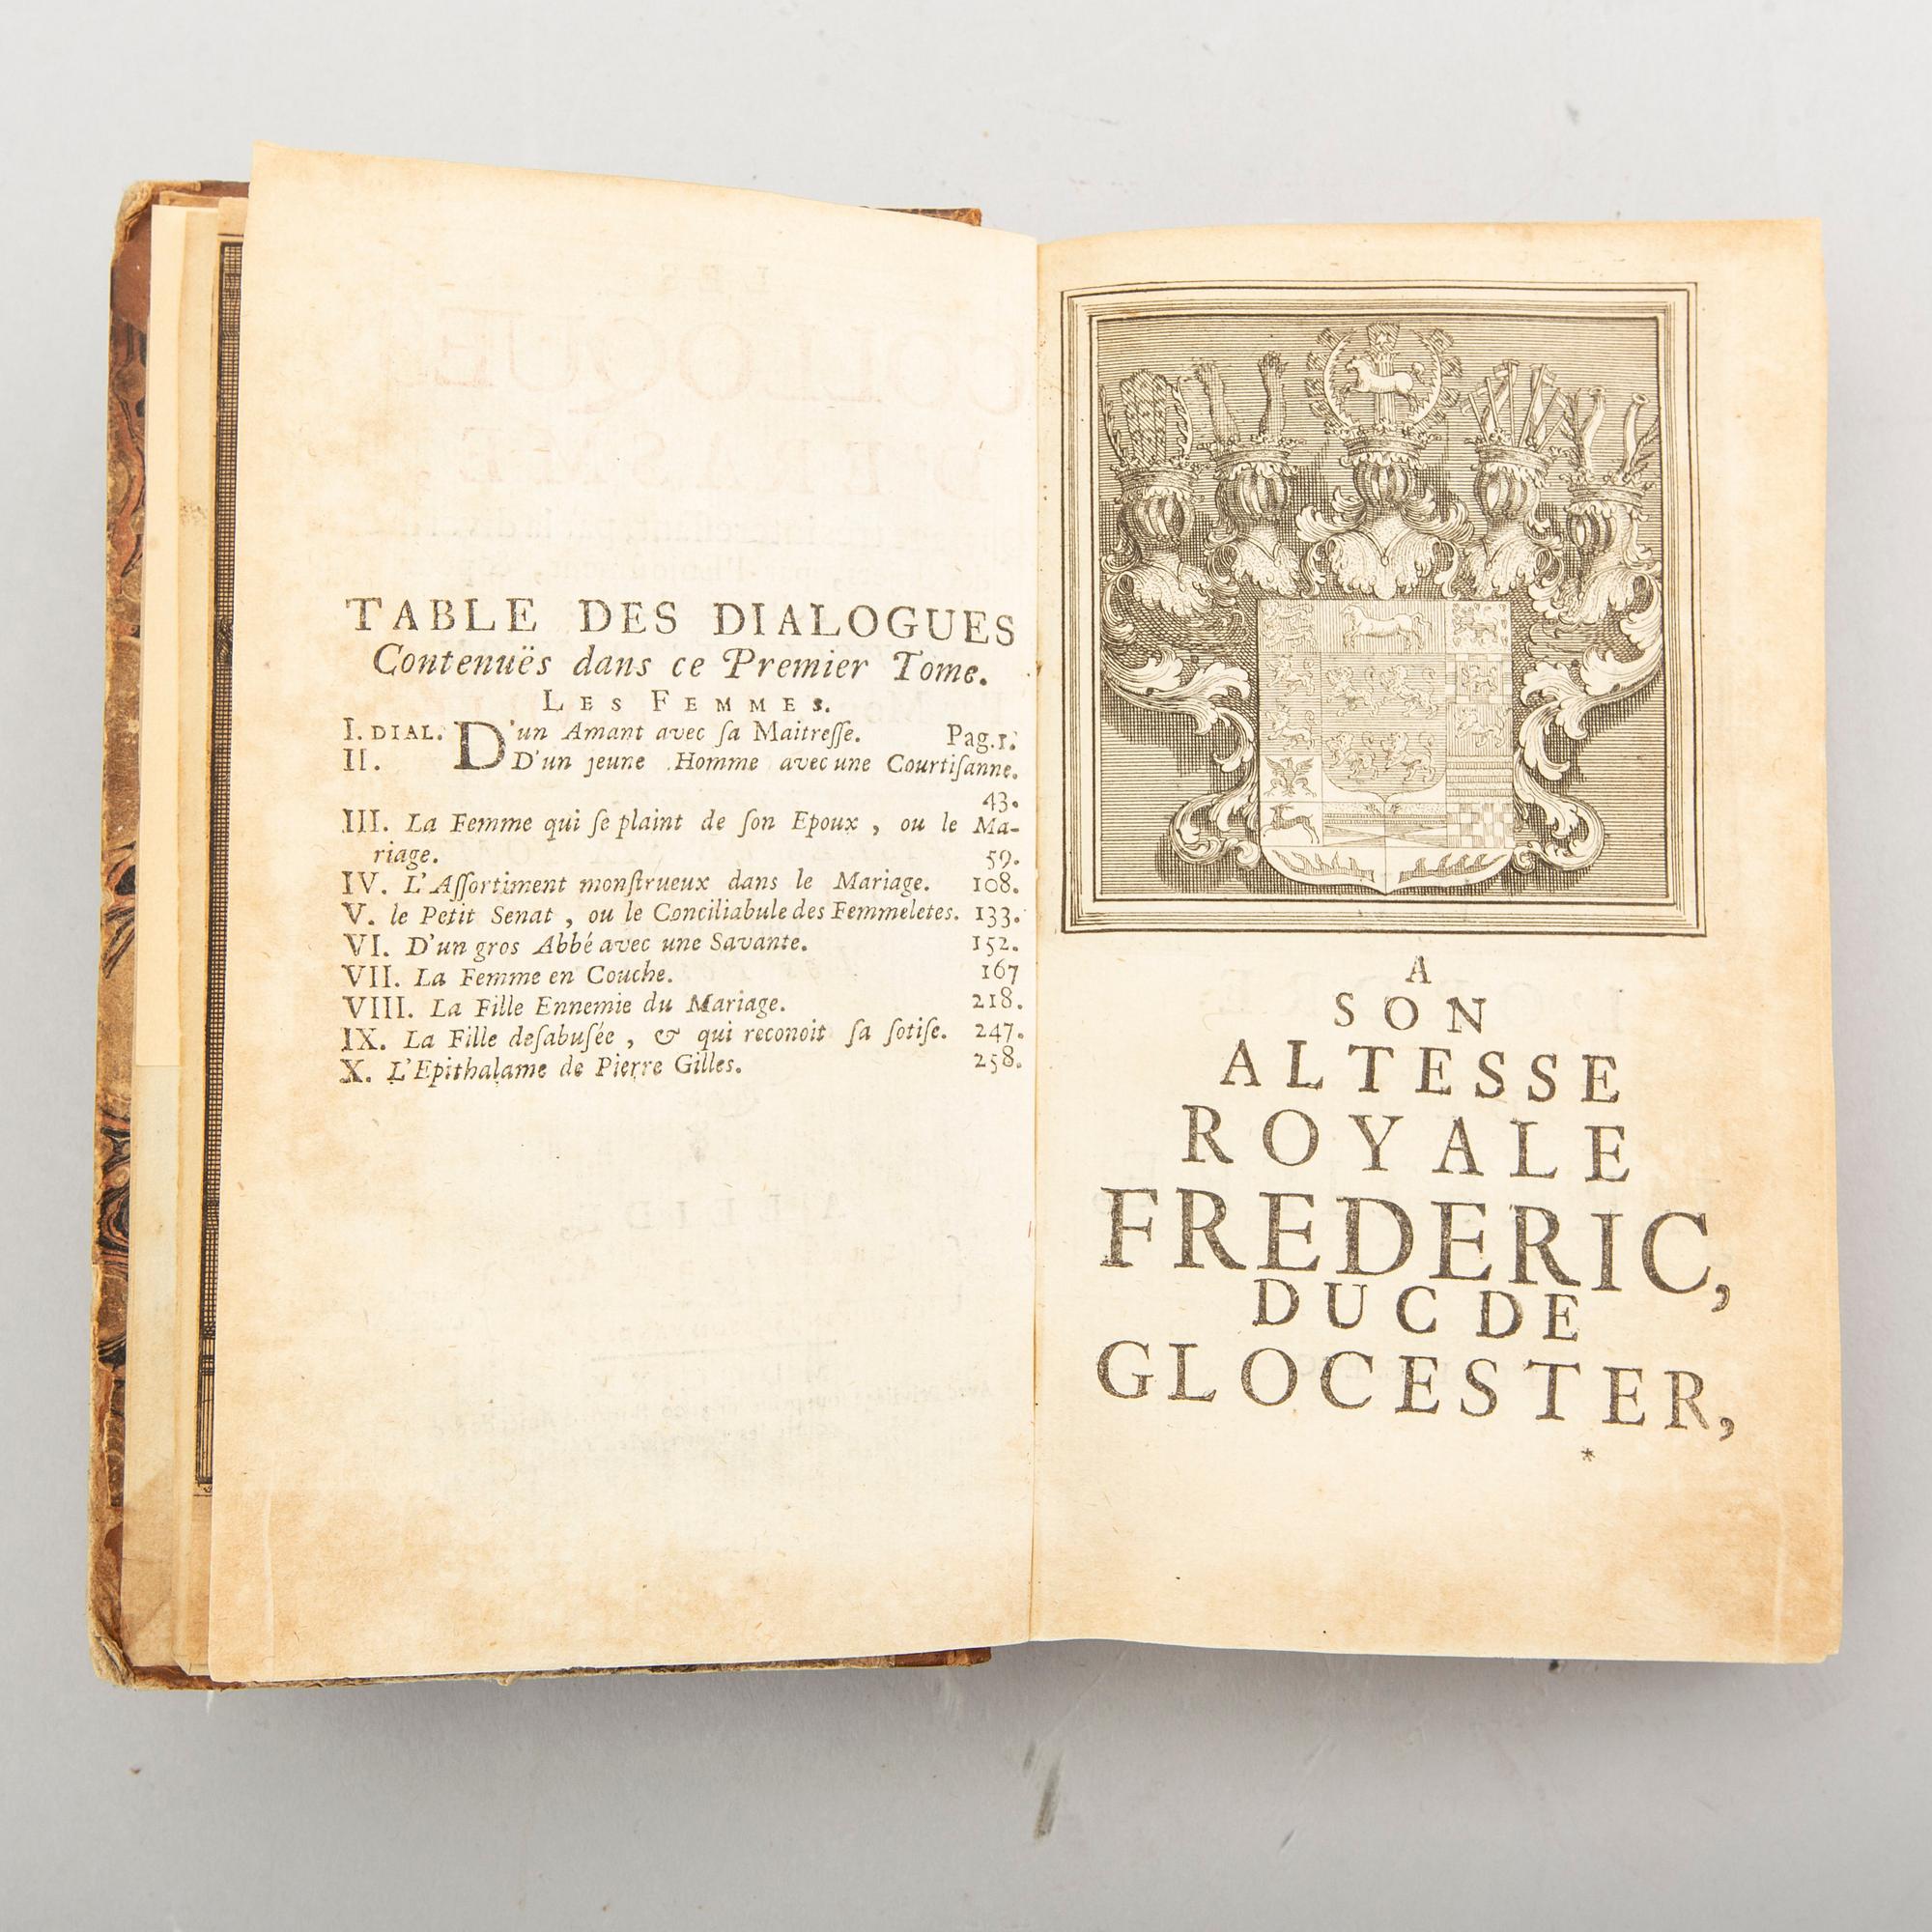 TABLE DES DIALOGUES
Contenuës dans ce Premier Tome.
LES FEMMES.
I. DIAL. D'un Amant avec ſa Maitreſſe. Pag. 1.
II. D'un jeune Homme avec une Courtiſanne.
43.
III. La Femme qui ſe plaint de ſon Epoux, ou le Ma-
riage. 59.
IV. L'Aſſortiment monſtrueux dans le Mariage. 108.
V. le Petit Senat, ou le Conciliabule des Femmeletes. 133.
VI. D'un gros Abbé avec une Savante. 152.
VII. La Femme en Couche. 167
VIII. La Fille Ennemie du Mariage. 218.
IX. La Fille deſabuſée, & qui reconoit ſa ſotiſe. 247.
X. L'Epithalame de Pierre Gilles. 258.
A
SON
ALTESSE
ROYALE
FREDERIC,
DUC DE
GLOCESTER,
*